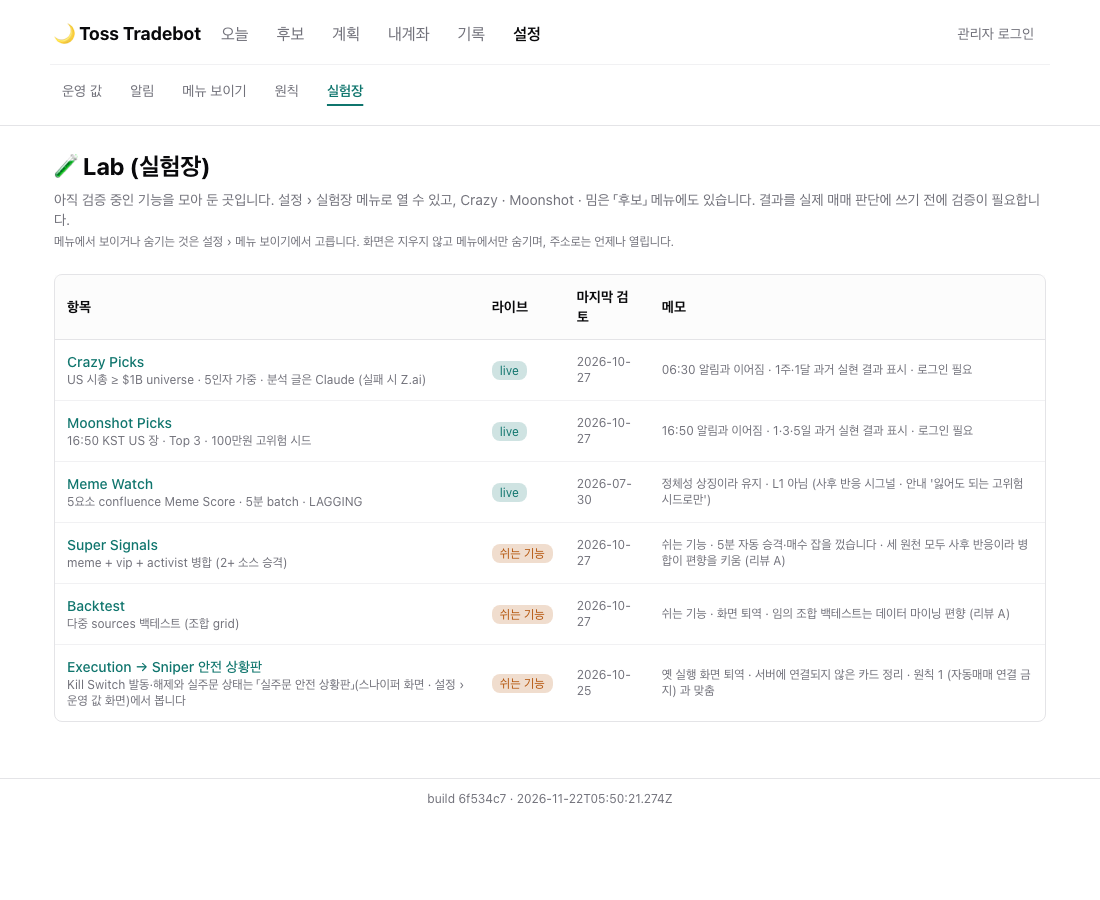 🌙 Toss Tradebot 오늘 후보 계획 내계좌 기록 설정 관리자 로그인
운영 값 알림 메뉴 보이기 원칙 실험장
🧪 Lab (실험장)
아직 검증 중인 기능을 모아 둔 곳입니다. 설정 › 실험장 메뉴로 열 수 있고, Crazy · Moonshot · 밈은 「후보」 메뉴에도 있습니다. 결과를 실제 매매 판단에 쓰기 전에 검증이 필요합니
다.
메뉴에서 보이거나 숨기는 것은 설정 › 메뉴 보이기에서 고릅니다. 화면은 지우지 않고 메뉴에서만 숨기며, 주소로는 언제나 열립니다.
항목 라이브 마지막 검
토 메모
Crazy Picks
US 시총 ≥ $1B universe · 5인자 가중 · 분석 글은 Claude (실패 시 Z.ai)
live
2026-10-
27
06:30 알림과 이어짐 · 1주·1달 과거 실현 결과 표시 · 로그인 필요
Moonshot Picks
16:50 KST US 장 · Top 3 · 100만원 고위험 시드
live
2026-10-
27
16:50 알림과 이어짐 · 1·3·5일 과거 실현 결과 표시 · 로그인 필요
Meme Watch
5요소 confluence Meme Score · 5분 batch · LAGGING
live
2026-07-
30
정체성 상징이라 유지 · L1 아님 (사후 반응 시그널 · 안내 '잃어도 되는 고위험
시드로만')
Super Signals
meme + vip + activist 병합 (2+ 소스 승격)
쉬는 기능
2026-10-
27
쉬는 기능 · 5분 자동 승격·매수 잡을 껐습니다 · 세 원천 모두 사후 반응이라 병
합이 편향을 키움 (리뷰 A)
Backtest
다중 sources 백테스트 (조합 grid)
쉬는 기능
2026-10-
27
쉬는 기능 · 화면 퇴역 · 임의 조합 백테스트는 데이터 마이닝 편향 (리뷰 A)
Execution → Sniper 안전 상황판
Kill Switch 발동·해제와 실주문 상태는 「실주문 안전 상황판」(스나이퍼 화면 · 설정 ›
운영 값 화면)에서 봅니다
쉬는 기능
2026-10-
25
옛 실행 화면 퇴역 · 서버에 연결되지 않은 카드 정리 · 원칙 1 (자동매매 연결 금
지) 과 맞춤
build 6f534c7 · 2026-11-22T05:50:21.274Z